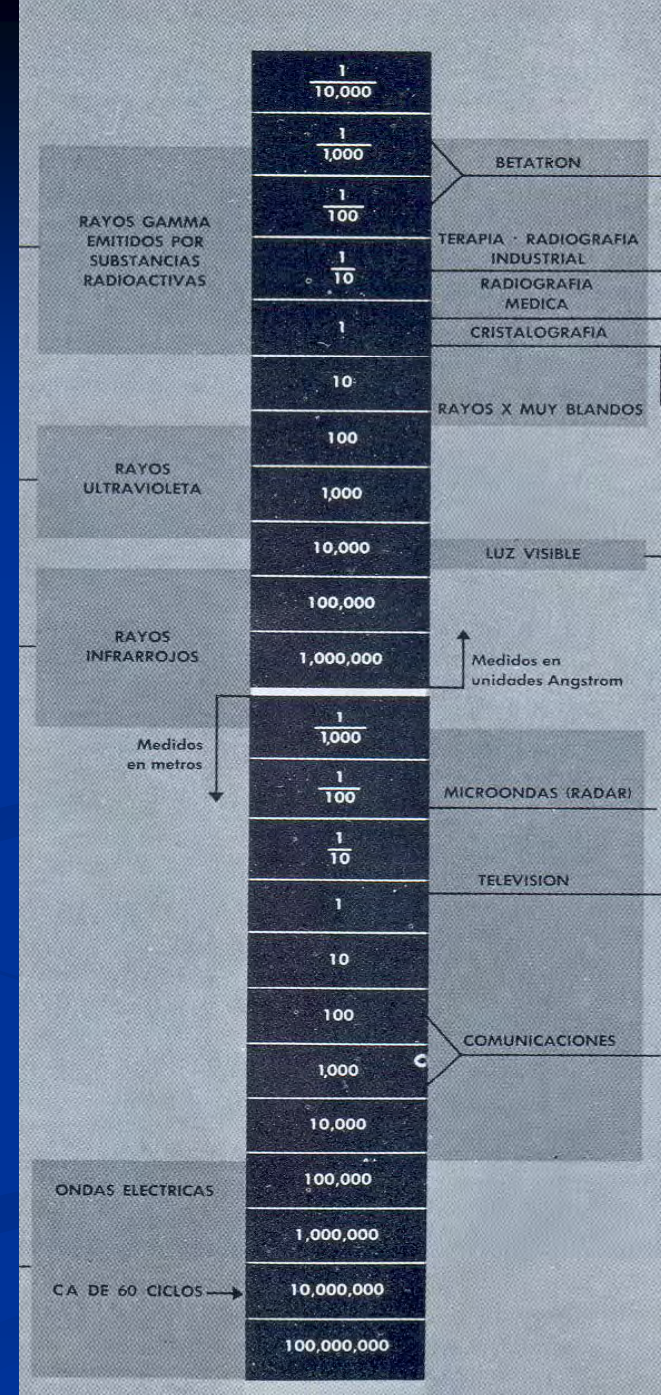 1
10,000
1
1,000
BETATRON
1
100
RAYOS GAMMA
EMITIDOS POR
SUBSTANCIAS
RADIOACTIVAS
TERAPIA · RADIOGRAFIA
INDUSTRIAL
1
10
RADIOGRAFIA
MEDICA
1
CRISTALOGRAFIA
10
RAYOS X MUY BLANDOS
100
RAYOS
ULTRAVIOLETA
1,000
10,000
LUZ VISIBLE
100,000
RAYOS
INFRARROJOS
1,000,000
Medidos en
unidades Angstrom
Medidos
en metros
1
1,000
1
100
MICROONDAS (RADAR)
1
10
TELEVISION
1
10
100
COMUNICACIONES
1,000
10,000
100,000
ONDAS ELECTRICAS
1,000,000
CA DE 60 CICLOS
10,000,000
100,000,000